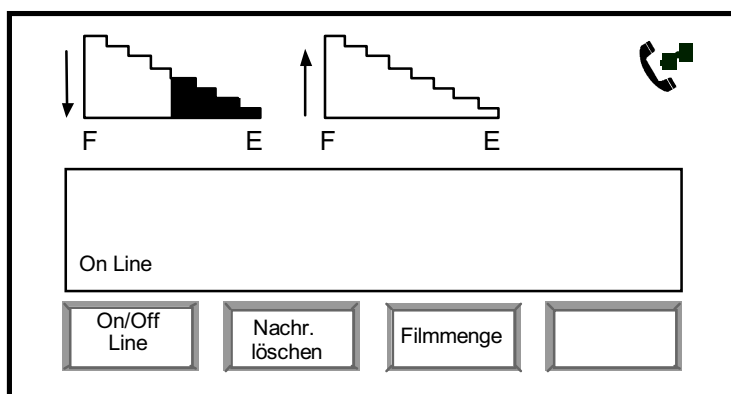 F E F E
On Line
On/Off
Line
Nachr.
löschen
Filmmenge